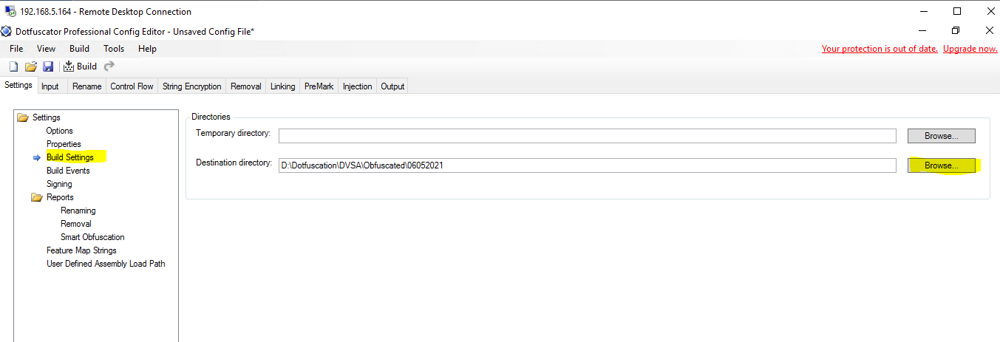 192.168.5.164 - Remote Desktop Connection
Dotfuscator Professional Config Editor - Unsaved Config File*
File View Build Tools Help Your protection is out of date. Upgrade now.
Build
Settings Input Rename Control Flow String Encryption Removal Linking PreMark Injection Output
Settings
Options
Properties
Build Settings
Build Events
Signing
Reports
Renaming
Removal
Smart Obfuscation
Feature Map Strings
User Defined Assembly Load Path
Directories
Temporary directory: Browse...
Destination directory: D:\Dotfuscation\DVSA\Obfuscated\06052021 Browse...